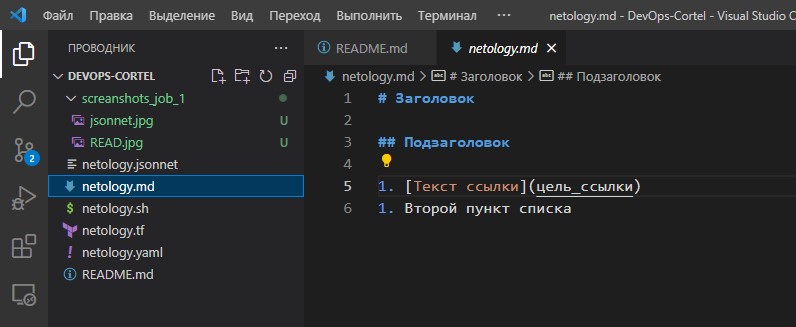 Файл Правка Выделение Вид Переход Выполнить Терминал ... netology.md - DevOps-Cortel - Visual Studio
ПРОВОДНИК ...
README.md
netology.md
DEVOPS-CORTEL
netology.md > abc # Заголовок > abc ## Подзаголовок
screanshots_job_1
jsonnet.jpg U
READ.jpg U
netology.jsonnet
netology.md
$ netology.sh
netology.tf
! netology.yaml
README.md
2
1 # Заголовок
2
3 ## Подзаголовок
4
5 1. [Текст ссылки](цель_ссылки)
6 1. Второй пункт списка